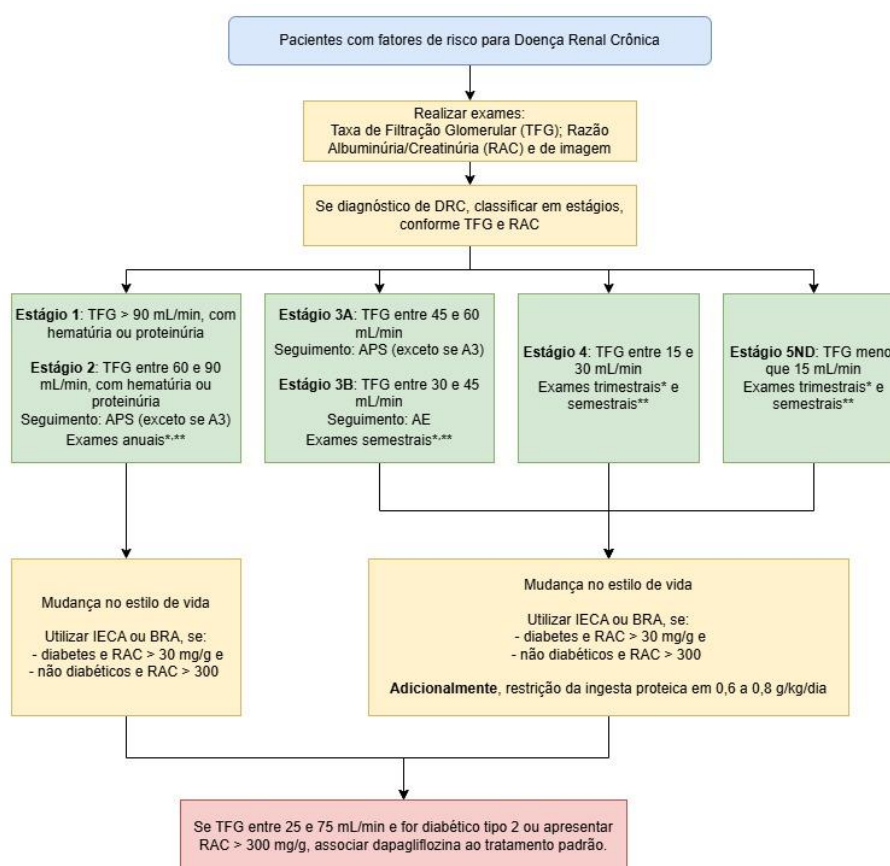 Pacientes com fatores de risco para Doença Renal Crônica
Realizar exames:
Taxa de Filtração Glomerular (TFG); Razão
Albuminúria/Creatinúria (RAC) e de imagem
Se diagnóstico de DRC, classificar em estágios,
conforme TFG e RAC
Estágio 1: TFG > 90 mL/min, com
hematúria ou proteinúria
Estágio 2: TFG entre 60 e 90
mL/min, com hematúria ou
proteinúria
Seguimento: APS (exceto se A3)
Exames anuais*,**
Estágio 3A: TFG entre 45 e 60
mL/min
Seguimento: APS (exceto se A3)
Estágio 3B: TFG entre 30 e 45
mL/min
Seguimento: AE
Exames semestrais*,**
Estágio 4: TFG entre 15 e
30 mL/min
Exames trimestrais* e
semestrais**
Estágio 5ND: TFG meno
que 15 mL/min
Exames trimestrais* e
semestrais**
Mudança no estilo de vida
Utilizar IECA ou BRA, se:
- diabetes e RAC > 30 mg/g e
- não diabéticos e RAC > 300
Mudança no estilo de vida
Utilizar IECA ou BRA, se:
- diabetes e RAC > 30 mg/g e
- não diabéticos e RAC > 300
Adicionalmente, restrição da ingesta proteica em 0,6 a 0,8 g/kg/dia
Se TFG entre 25 e 75 mL/min e for diabético tipo 2 ou apresentar
RAC > 300 mg/g, associar dapagliflozina ao tratamento padrão.